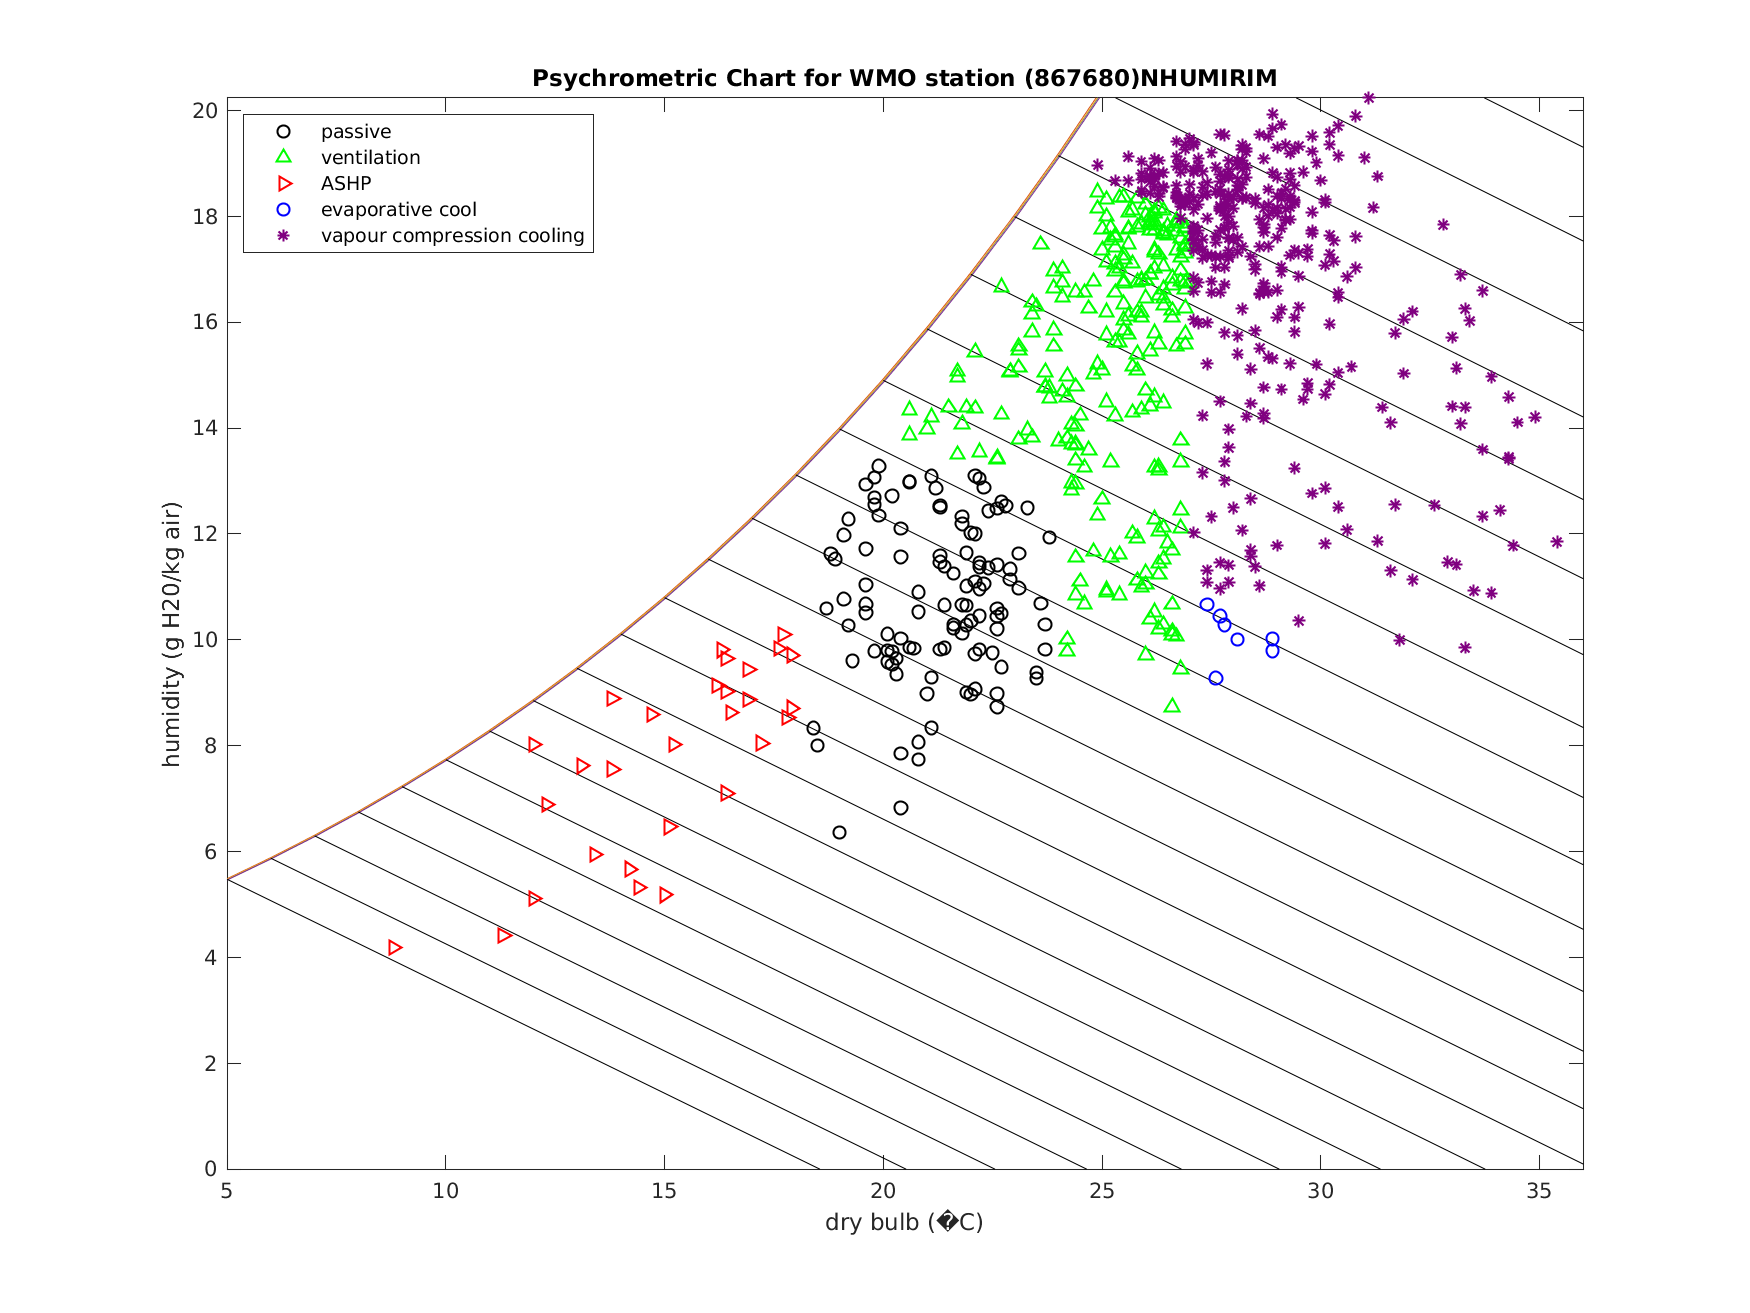 Psychrometric Chart for WMO station (867680)NHUMIRIM
passive
ventilation
ASHP
evaporative cool
vapour compression cooling
humidity (g H20/kg air)
20
18
16
14
12
10
8
6
4
2
0
5 10 15 20 25 30 35
dry bulb (�C)